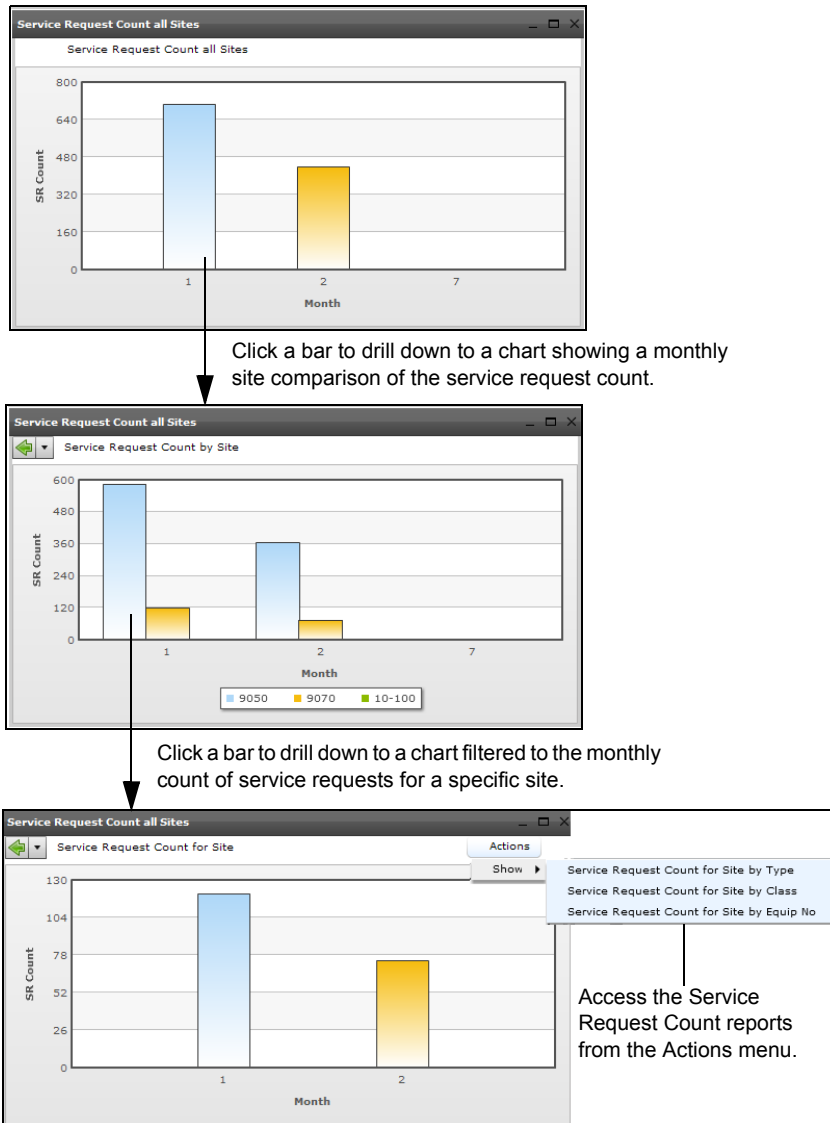 Service Request Count all Sites
Service Request Count all Sites
800
640
480
320
160
0
SR Count
1 2 7
Month
Click a bar to drill down to a chart showing a monthly
site comparison of the service request count.
Service Request Count all Sites
Service Request Count by Site
600
480
360
240
120
0
SR Count
1 2 7
Month
9050 9070 10-100
Click a bar to drill down to a chart filtered to the monthly
count of service requests for a specific site.
Service Request Count all Sites
Service Request Count for Site
Actions
Show
Service Request Count for Site by Type
Service Request Count for Site by Class
Service Request Count for Site by Equip No
130
104
78
52
26
0
SR Count
1 2
Month
Access the Service
Request Count reports
from the Actions menu.